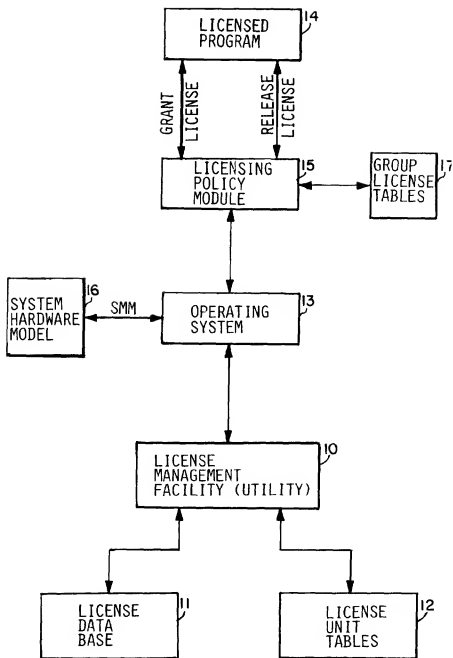 LICENSED
PROGRAM
14
GRANT
LICENSE
RELEASE
LICENSE
LICENSING
POLICY
MODULE
15
GROUP
LICENSE
TABLES
17
SYSTEM
HARDWARE
MODEL
16
SMM
OPERATING
SYSTEM
13
LICENSE
MANAGEMENT
FACILITY (UTILITY)
10
LICENSE
DATA
BASE
11
LICENSE
UNIT
TABLES
12